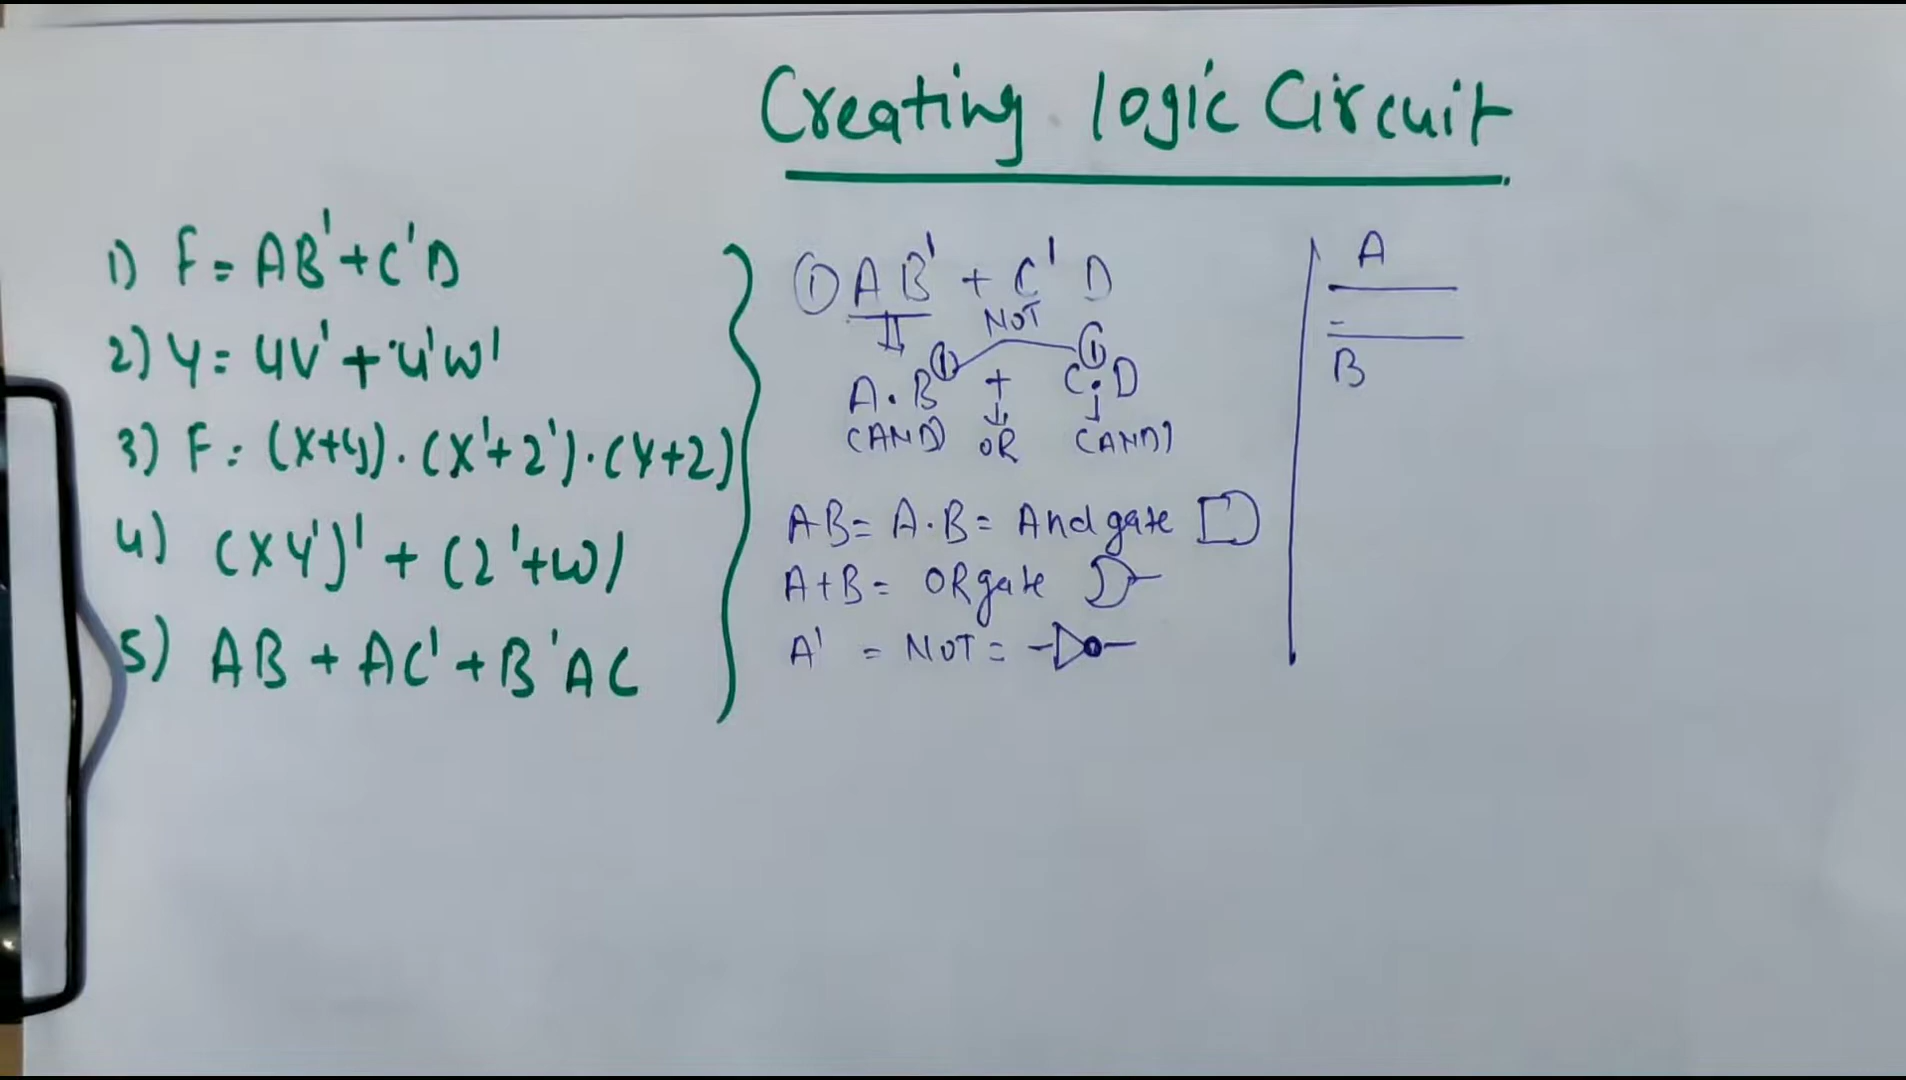 Creating logic Circuit
1) F = AB' + C'D
2) Y = UV' + U'W'
3) F = (X+Y) . (X'+Z') . (Y+Z)
4) (XY')' + (Z'+W)
5) AB + AC' + B'AC
① AB' + C' D
NOT
A . B + C . D
(AND) OR (AND)
AB = A.B = And gate
A+B = OR gate
A' = NOT =
A
B